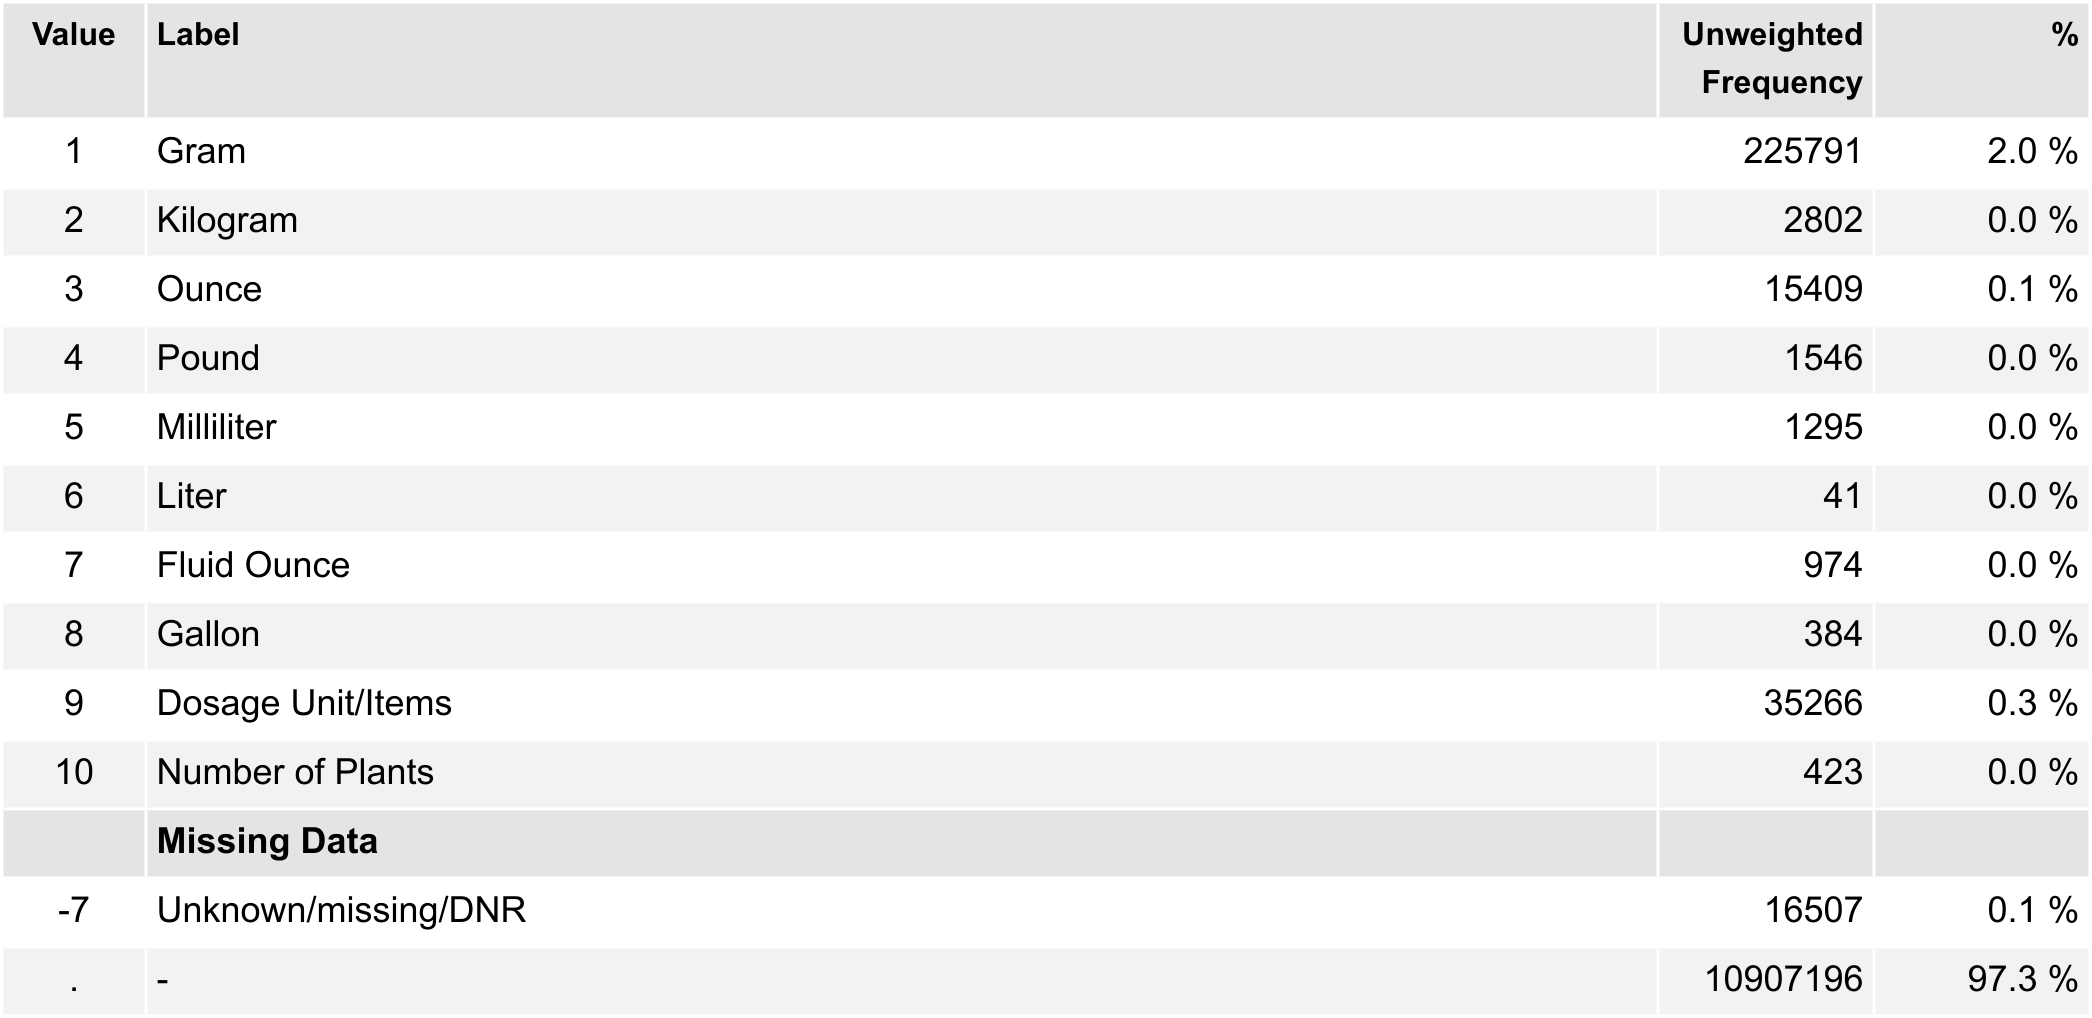 Value Label Unweighted Frequency %
1 Gram 225791 2.0 %
2 Kilogram 2802 0.0 %
3 Ounce 15409 0.1 %
4 Pound 1546 0.0 %
5 Milliliter 1295 0.0 %
6 Liter 41 0.0 %
7 Fluid Ounce 974 0.0 %
8 Gallon 384 0.0 %
9 Dosage Unit/Items 35266 0.3 %
10 Number of Plants 423 0.0 %
Missing Data
-7 Unknown/missing/DNR 16507 0.1 %
. - 10907196 97.3 %